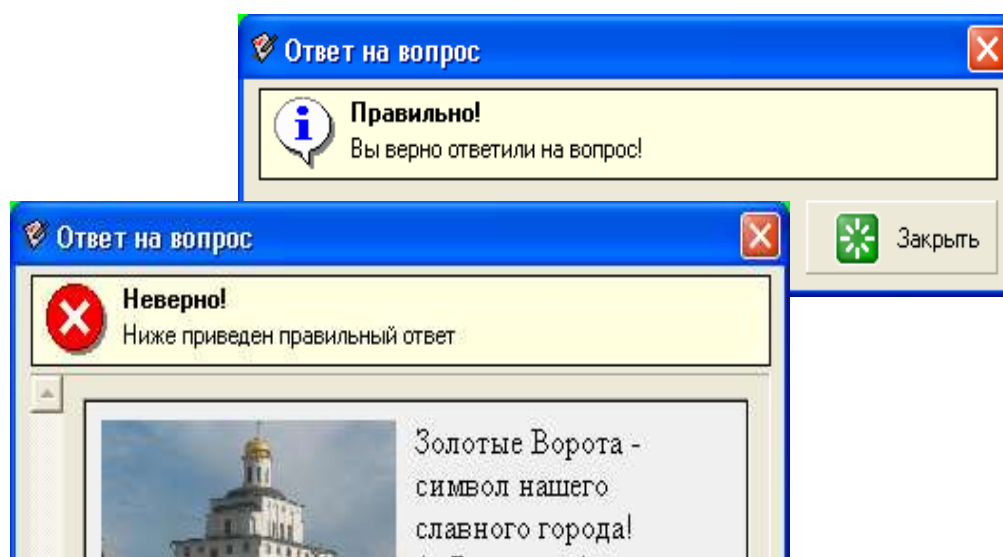 Ответ на вопрос
Правильно!
Вы верно ответили на вопрос!
Закрыть
Ответ на вопрос
Неверно!
Ниже приведен правильный ответ
Золотые Ворота -
символ нашего
славного города!